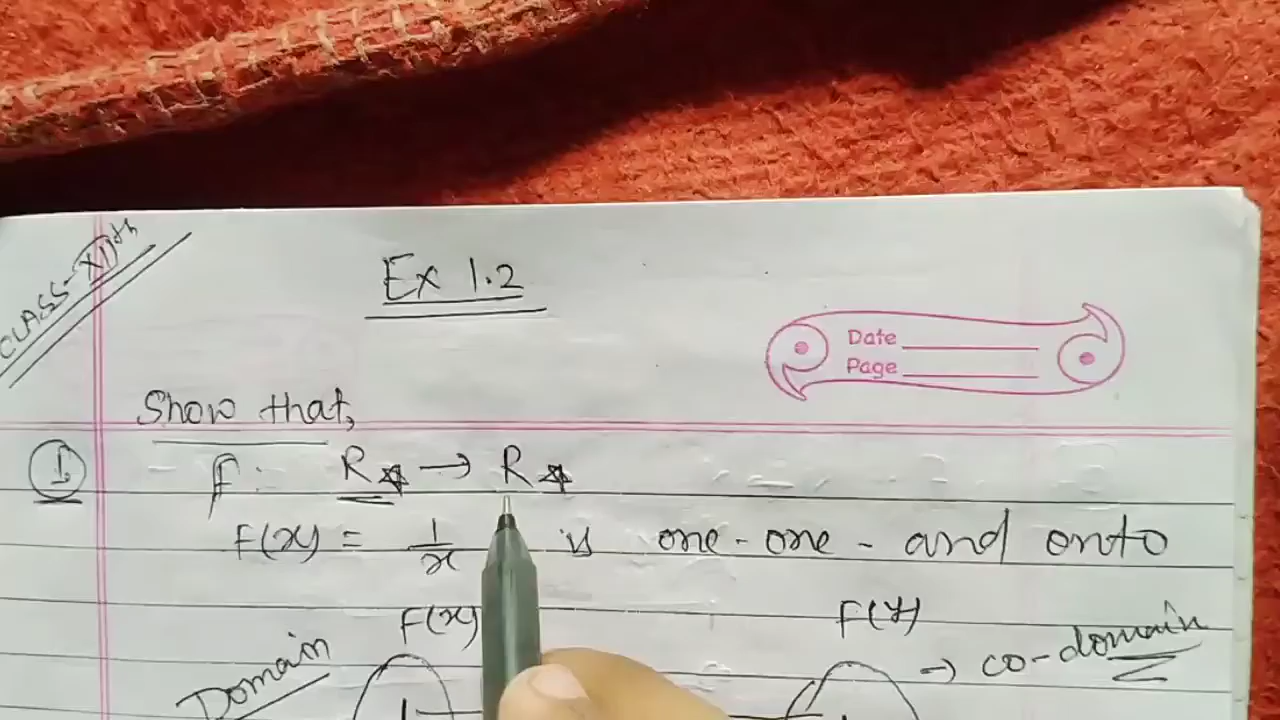 CLASS-XIIth
Ex 1.2
Date
Page
Show that,
① f: R* → R*
F(x) = 1/x is one-one- and onto
F(x) F(y)
Domain → co-domain